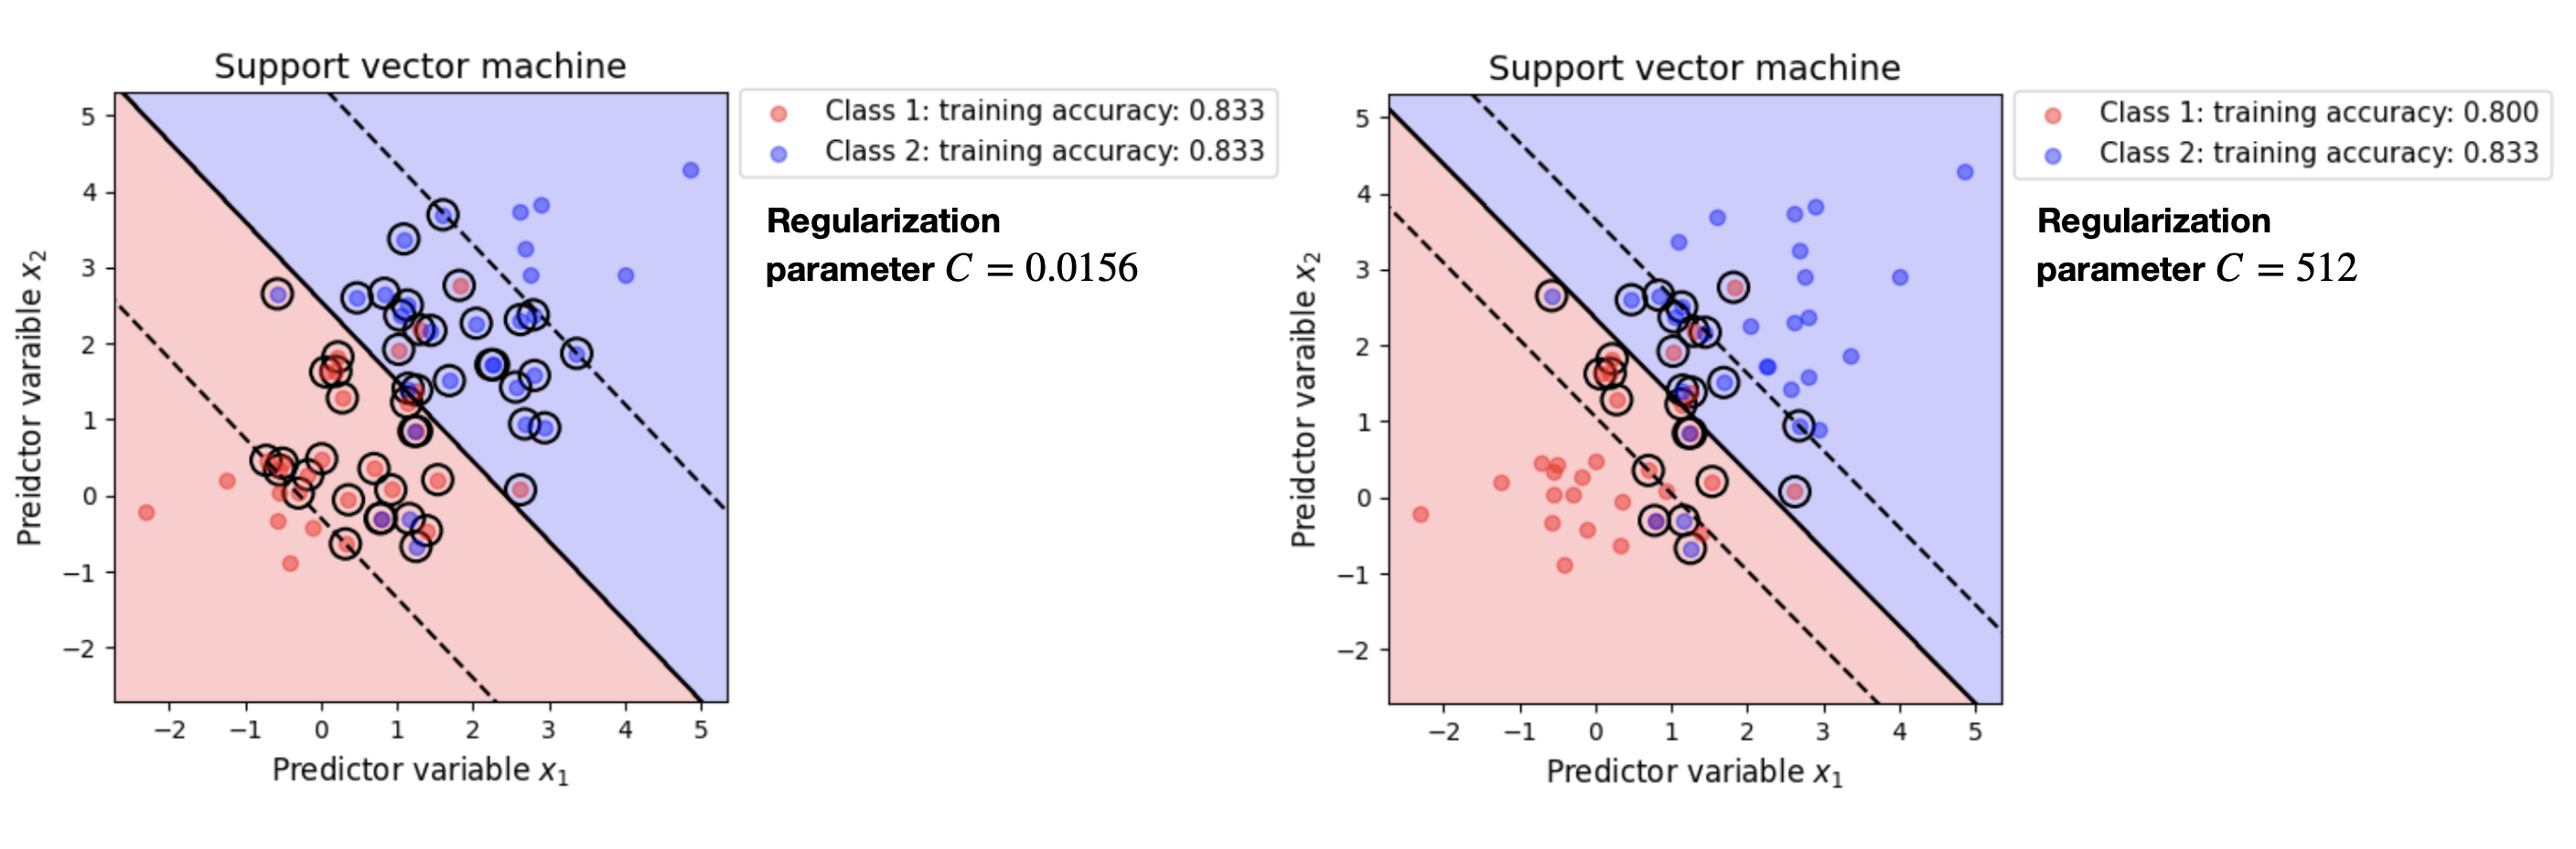 Support vector machine
5
4
3
2
1
0
−1
−2
Preidctor varaible x₂
−2 −1 0 1 2 3 4 5
Predictor variable x₁
Class 1: training accuracy: 0.833
Class 2: training accuracy: 0.833
Regularization
parameter C = 0.0156
Support vector machine
5
4
3
2
1
0
−1
−2
Preidctor varaible x₂
−2 −1 0 1 2 3 4 5
Predictor variable x₁
Class 1: training accuracy: 0.800
Class 2: training accuracy: 0.833
Regularization
parameter C = 512